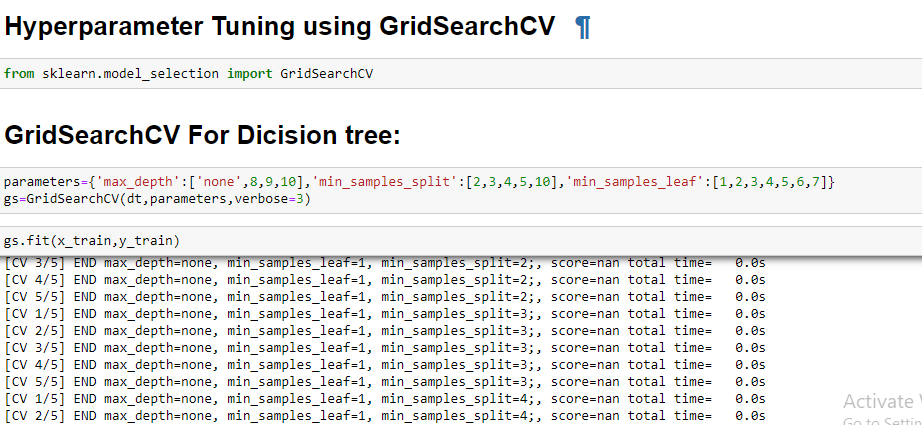 Hyperparameter Tuning using GridSearchCV ¶
from sklearn.model_selection import GridSearchCV
GridSearchCV For Dicision tree:
parameters={'max_depth':['none',8,9,10],'min_samples_split':[2,3,4,5,10],'min_samples_leaf':[1,2,3,4,5,6,7]}
gs=GridSearchCV(dt,parameters,verbose=3)
gs.fit(x_train,y_train)
[CV 3/5] END max_depth=none, min_samples_leaf=1, min_samples_split=2;, score=nan total time=   0.0s
[CV 4/5] END max_depth=none, min_samples_leaf=1, min_samples_split=2;, score=nan total time=   0.0s
[CV 5/5] END max_depth=none, min_samples_leaf=1, min_samples_split=2;, score=nan total time=   0.0s
[CV 1/5] END max_depth=none, min_samples_leaf=1, min_samples_split=3;, score=nan total time=   0.0s
[CV 2/5] END max_depth=none, min_samples_leaf=1, min_samples_split=3;, score=nan total time=   0.0s
[CV 3/5] END max_depth=none, min_samples_leaf=1, min_samples_split=3;, score=nan total time=   0.0s
[CV 4/5] END max_depth=none, min_samples_leaf=1, min_samples_split=3;, score=nan total time=   0.0s
[CV 5/5] END max_depth=none, min_samples_leaf=1, min_samples_split=3;, score=nan total time=   0.0s
[CV 1/5] END max_depth=none, min_samples_leaf=1, min_samples_split=4;, score=nan total time=   0.0s
[CV 2/5] END max_depth=none, min_samples_leaf=1, min_samples_split=4;, score=nan total time=   0.0s
Activate
Go to